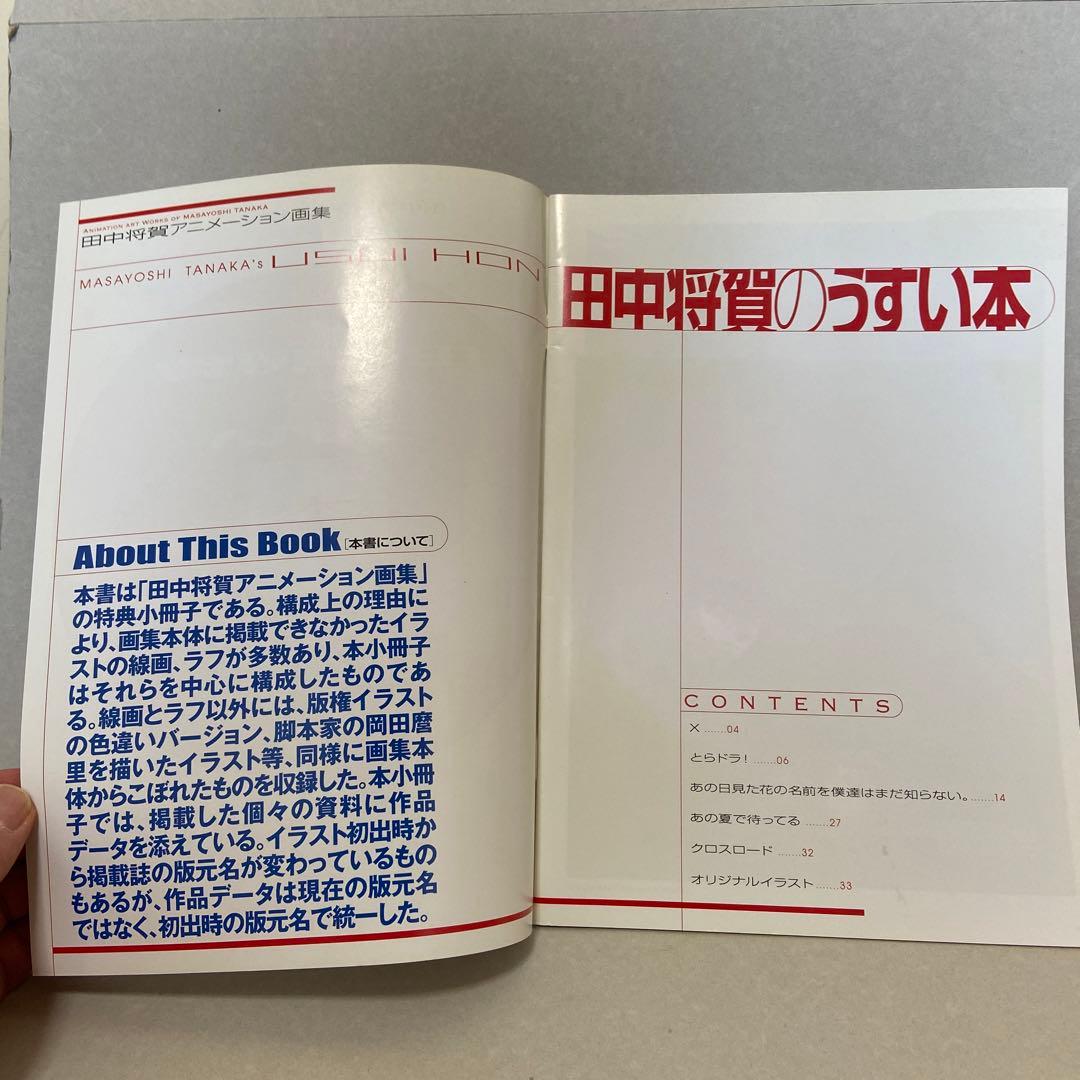 ANIMATION ART WORKS OF MASAYOSHI TANAKA
田中将賀アニメーション画集
MASAYOSHI TANAKA's USUI HON
About This Book [本書について]
本書は「田中将賀アニメーション画集」
の特典小冊子である。構成上の理由に
より、画集本体に掲載できなかったイラ
ストの線画、ラフが多数あり、本小冊子
はそれらを中心に構成したものであ
る。線画とラフ以外には、版権イラスト
の色違いバージョン、脚本家の岡田麿
里を描いたイラスト等、同様に画集本
体からこぼれたものを収録した。本小冊
子では、掲載した個々の資料に作品
データを添えている。イラスト初出時か
ら掲載誌の版元名が変わっているもの
もあるが、作品データは現在の版元名
ではなく、初出時の版元名で統一した。
田中将賀のうすい本
CONTENTS
X .......04
とらドラ! .......06
あの日見た花の名前を僕達はまだ知らない。.......14
あの夏で待ってる .......27
クロスロード .......32
オリジナルイラスト.......33